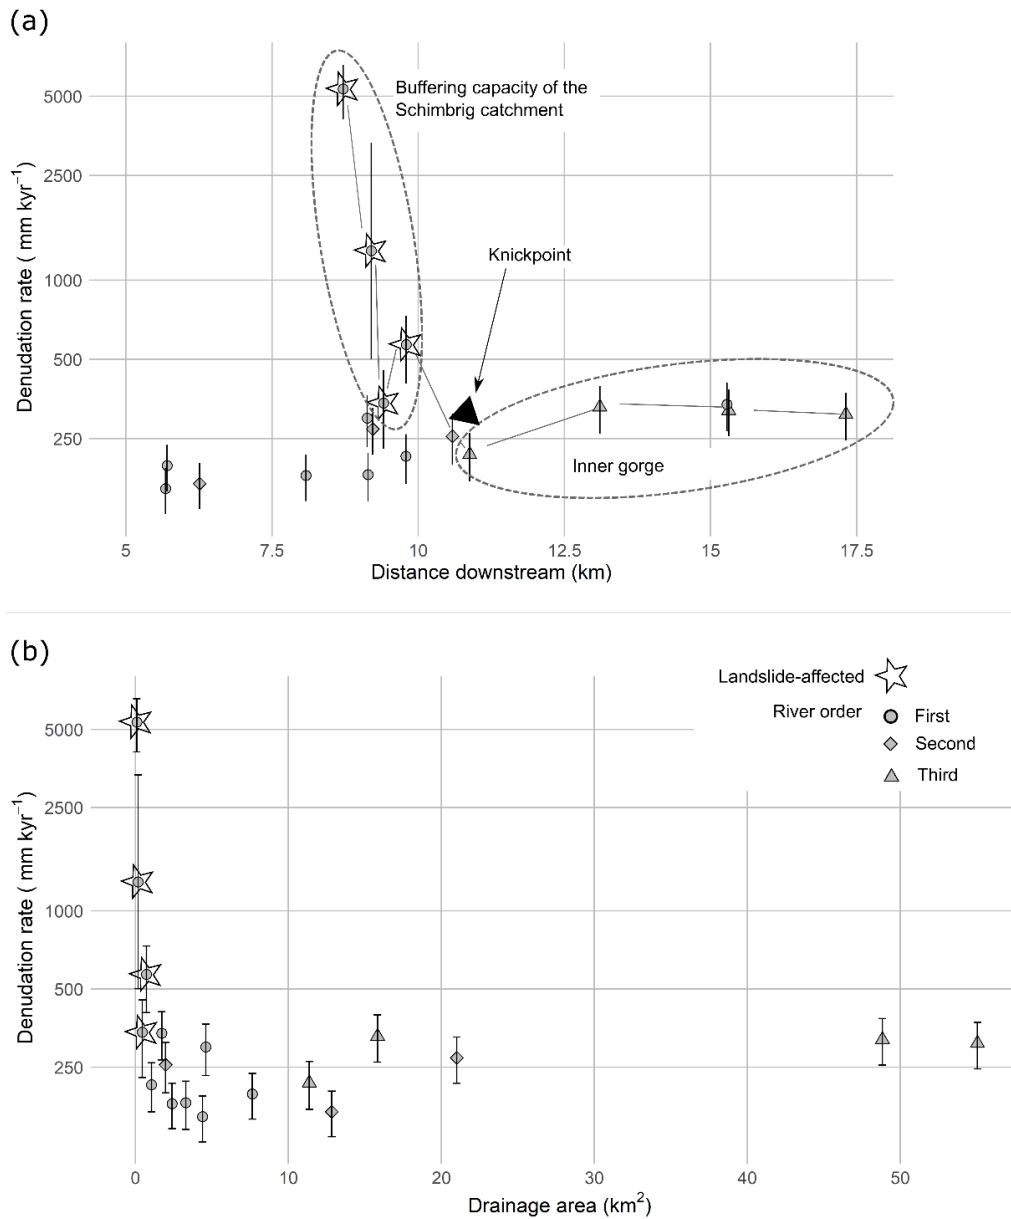 (a)
Buffering capacity of the
Schimbrig catchment
Knickpoint
Inner gorge
5000
2500
1000
500
250
Denudation rate ( mm kyr⁻¹)
5
7.5
10
12.5
15
17.5
Distance downstream (km)
(b)
Landslide-affected
River order
First
Second
Third
5000
2500
1000
500
250
Denudation rate ( mm kyr⁻¹)
0
10
20
30
40
50
Drainage area (km²)